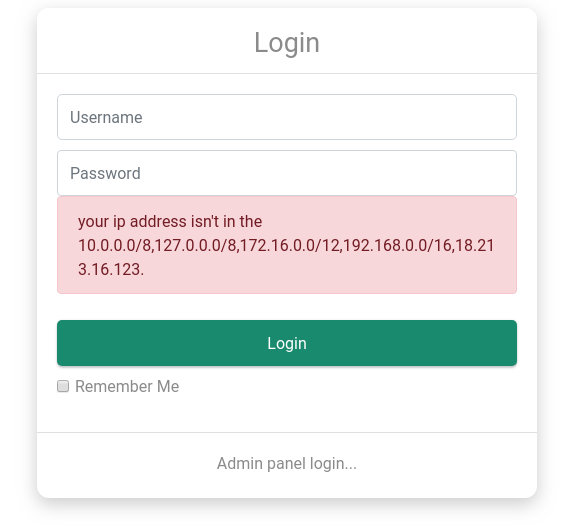 Login
Username
Password
your ip address isn't in the
10.0.0.0/8,127.0.0.0/8,172.16.0.0/12,192.168.0.0/16,18.21
3.16.123.
Login
Remember Me
Admin panel login...